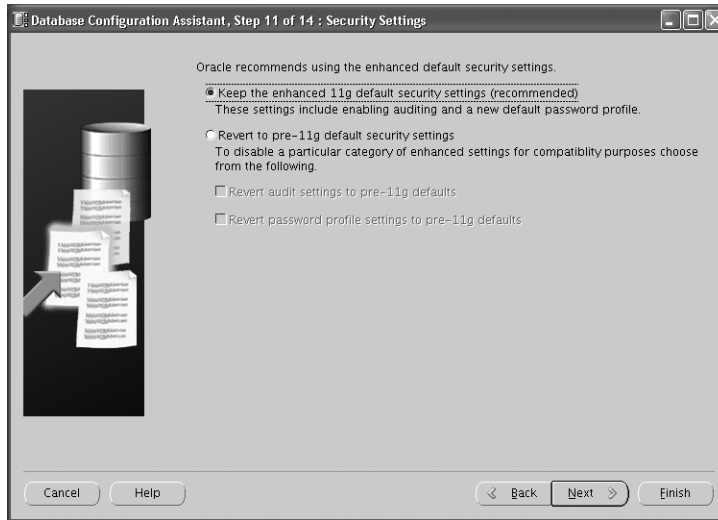 Database Configuration Assistant, Step 11 of 14 : Security Settings
Oracle recommends using the enhanced default security settings.
Keep the enhanced 11g default security settings (recommended)
These settings include enabling auditing and a new default password profile.
Revert to pre-11g default security settings
To disable a particular category of enhanced settings for compatiblity purposes choose
from the following.
Revert audit settings to pre-11g defaults
Revert password profile settings to pre-11g defaults
Cancel
Help
Back
Next
Finish